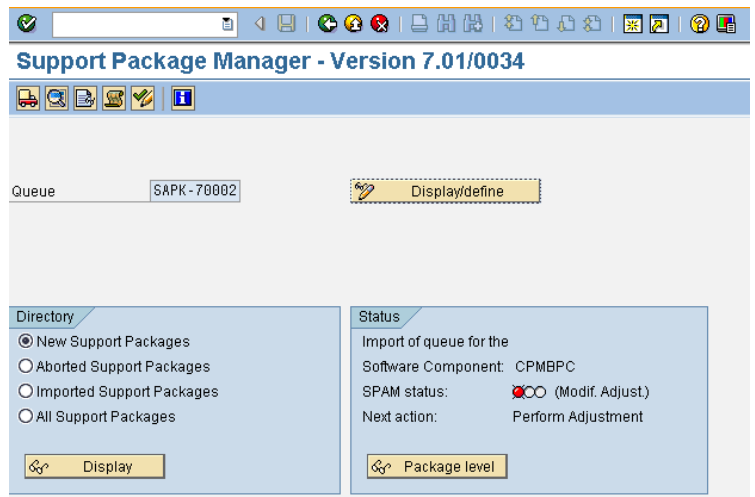 Support Package Manager - Version 7.01/0034
Queue SAPK-70002 Display/define
Directory
New Support Packages
Aborted Support Packages
Imported Support Packages
All Support Packages
Display
Status
Import of queue for the
Software Component: CPMBPC
SPAM status: (Modif. Adjust.)
Next action: Perform Adjustment
Package level